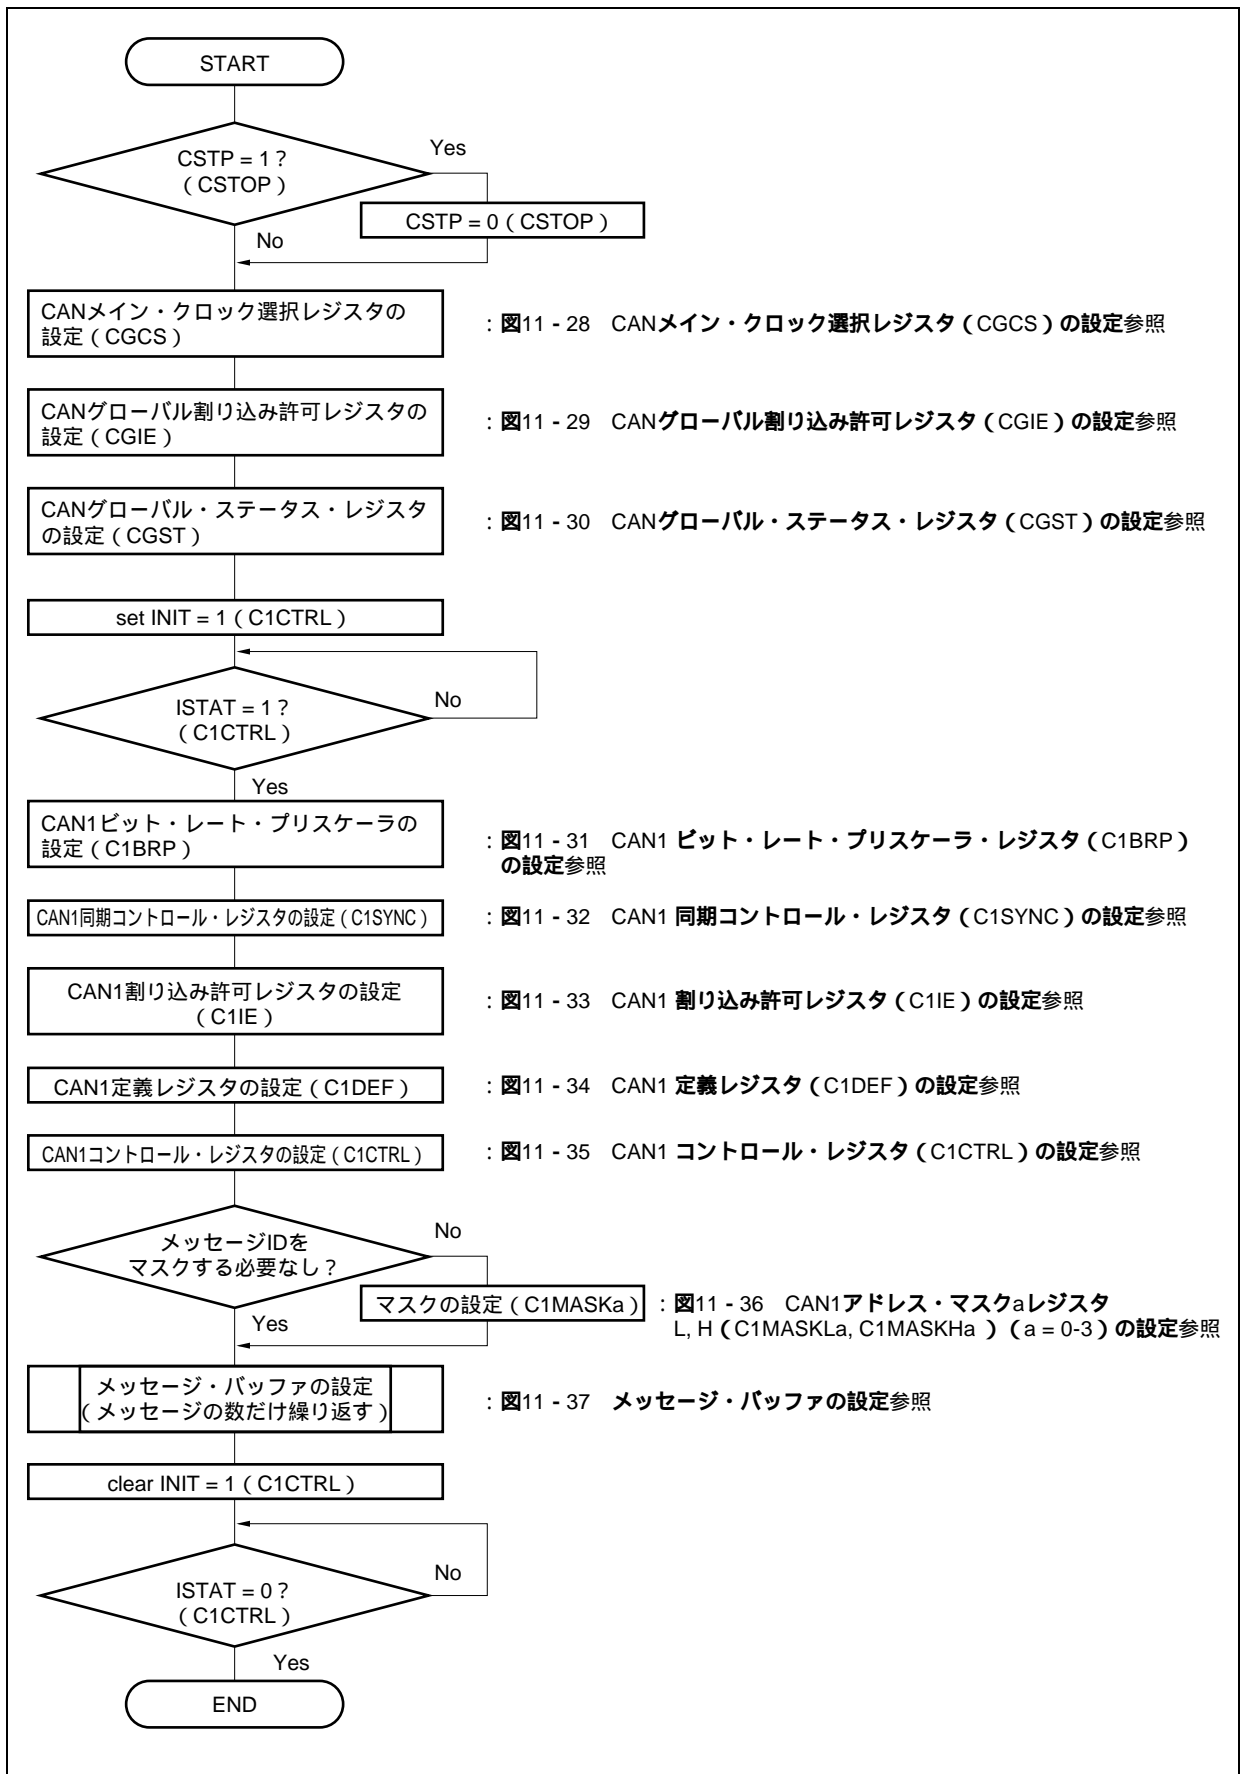 START
CSTP = 1？
（CSTOP）
Yes
CSTP = 0（CSTOP）
No
CANメイン・クロック選択レジスタの
設定（CGCS）
：図11 - 28　CANメイン・クロック選択レジスタ（CGCS）の設定参照
CANグローバル割り込み許可レジスタの
設定（CGIE）
：図11 - 29　CANグローバル割り込み許可レジスタ（CGIE）の設定参照
CANグローバル・ステータス・レジスタ
の設定（CGST）
：図11 - 30　CANグローバル・ステータス・レジスタ（CGST）の設定参照
set INIT = 1（C1CTRL）
ISTAT = 1？
（C1CTRL）
No
Yes
CAN1ビット・レート・プリスケーラの
設定（C1BRP）
：図11 - 31　CAN1 ビット・レート・プリスケーラ・レジスタ（C1BRP）
の設定参照
CAN1同期コントロール・レジスタの設定（C1SYNC）
：図11 - 32　CAN1 同期コントロール・レジスタ（C1SYNC）の設定参照
CAN1割り込み許可レジスタの設定
（C1IE）
：図11 - 33　CAN1 割り込み許可レジスタ（C1IE）の設定参照
CAN1定義レジスタの設定（C1DEF）
：図11 - 34　CAN1 定義レジスタ（C1DEF）の設定参照
CAN1コントロール・レジスタの設定（C1CTRL）
：図11 - 35　CAN1 コントロール・レジスタ（C1CTRL）の設定参照
メッセージIDを
マスクする必要なし？
No
マスクの設定（C1MASKa）
：図11 - 36　CAN1アドレス・マスクaレジスタ
L, H（C1MASKLa, C1MASKHa ）（a = 0-3）の設定参照
Yes
メッセージ・バッファの設定
（メッセージの数だけ繰り返す）
：図11 - 37　メッセージ・バッファの設定参照
clear INIT = 1（C1CTRL）
ISTAT = 0？
（C1CTRL）
No
Yes
END